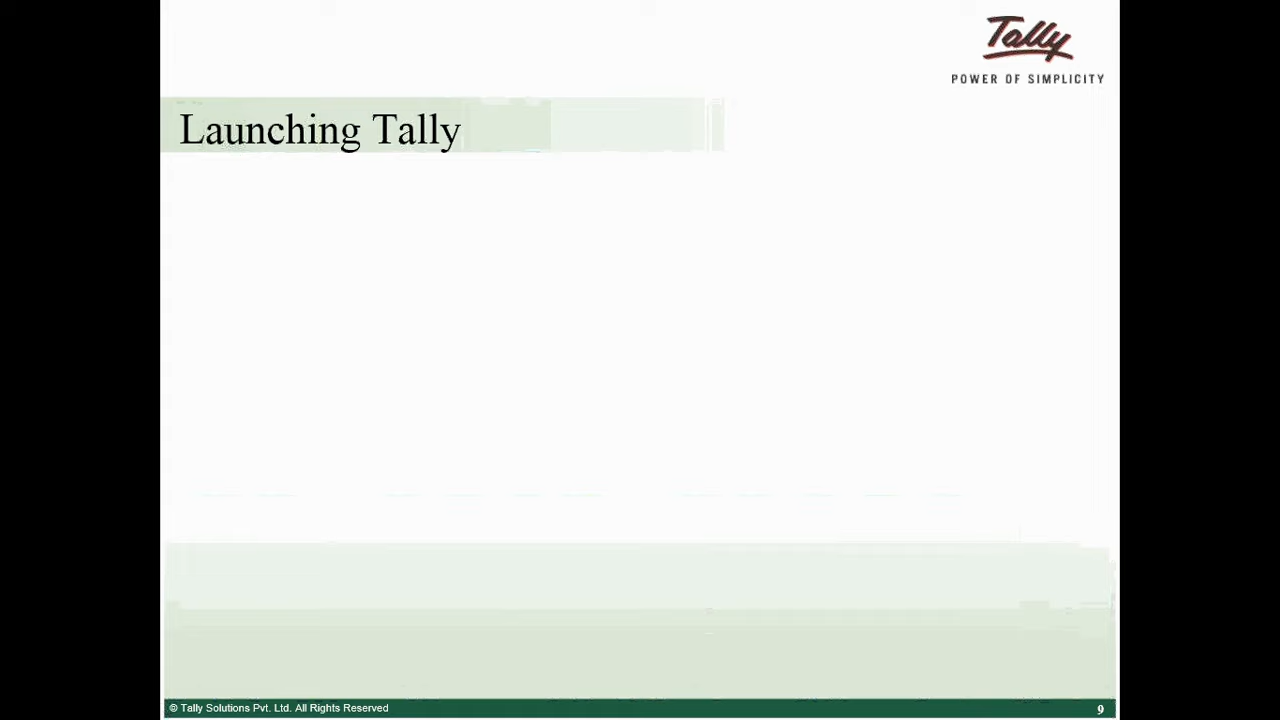 Tally
POWER OF SIMPLICITY
Launching Tally
© Tally Solutions Pvt. Ltd. All Rights Reserved
9